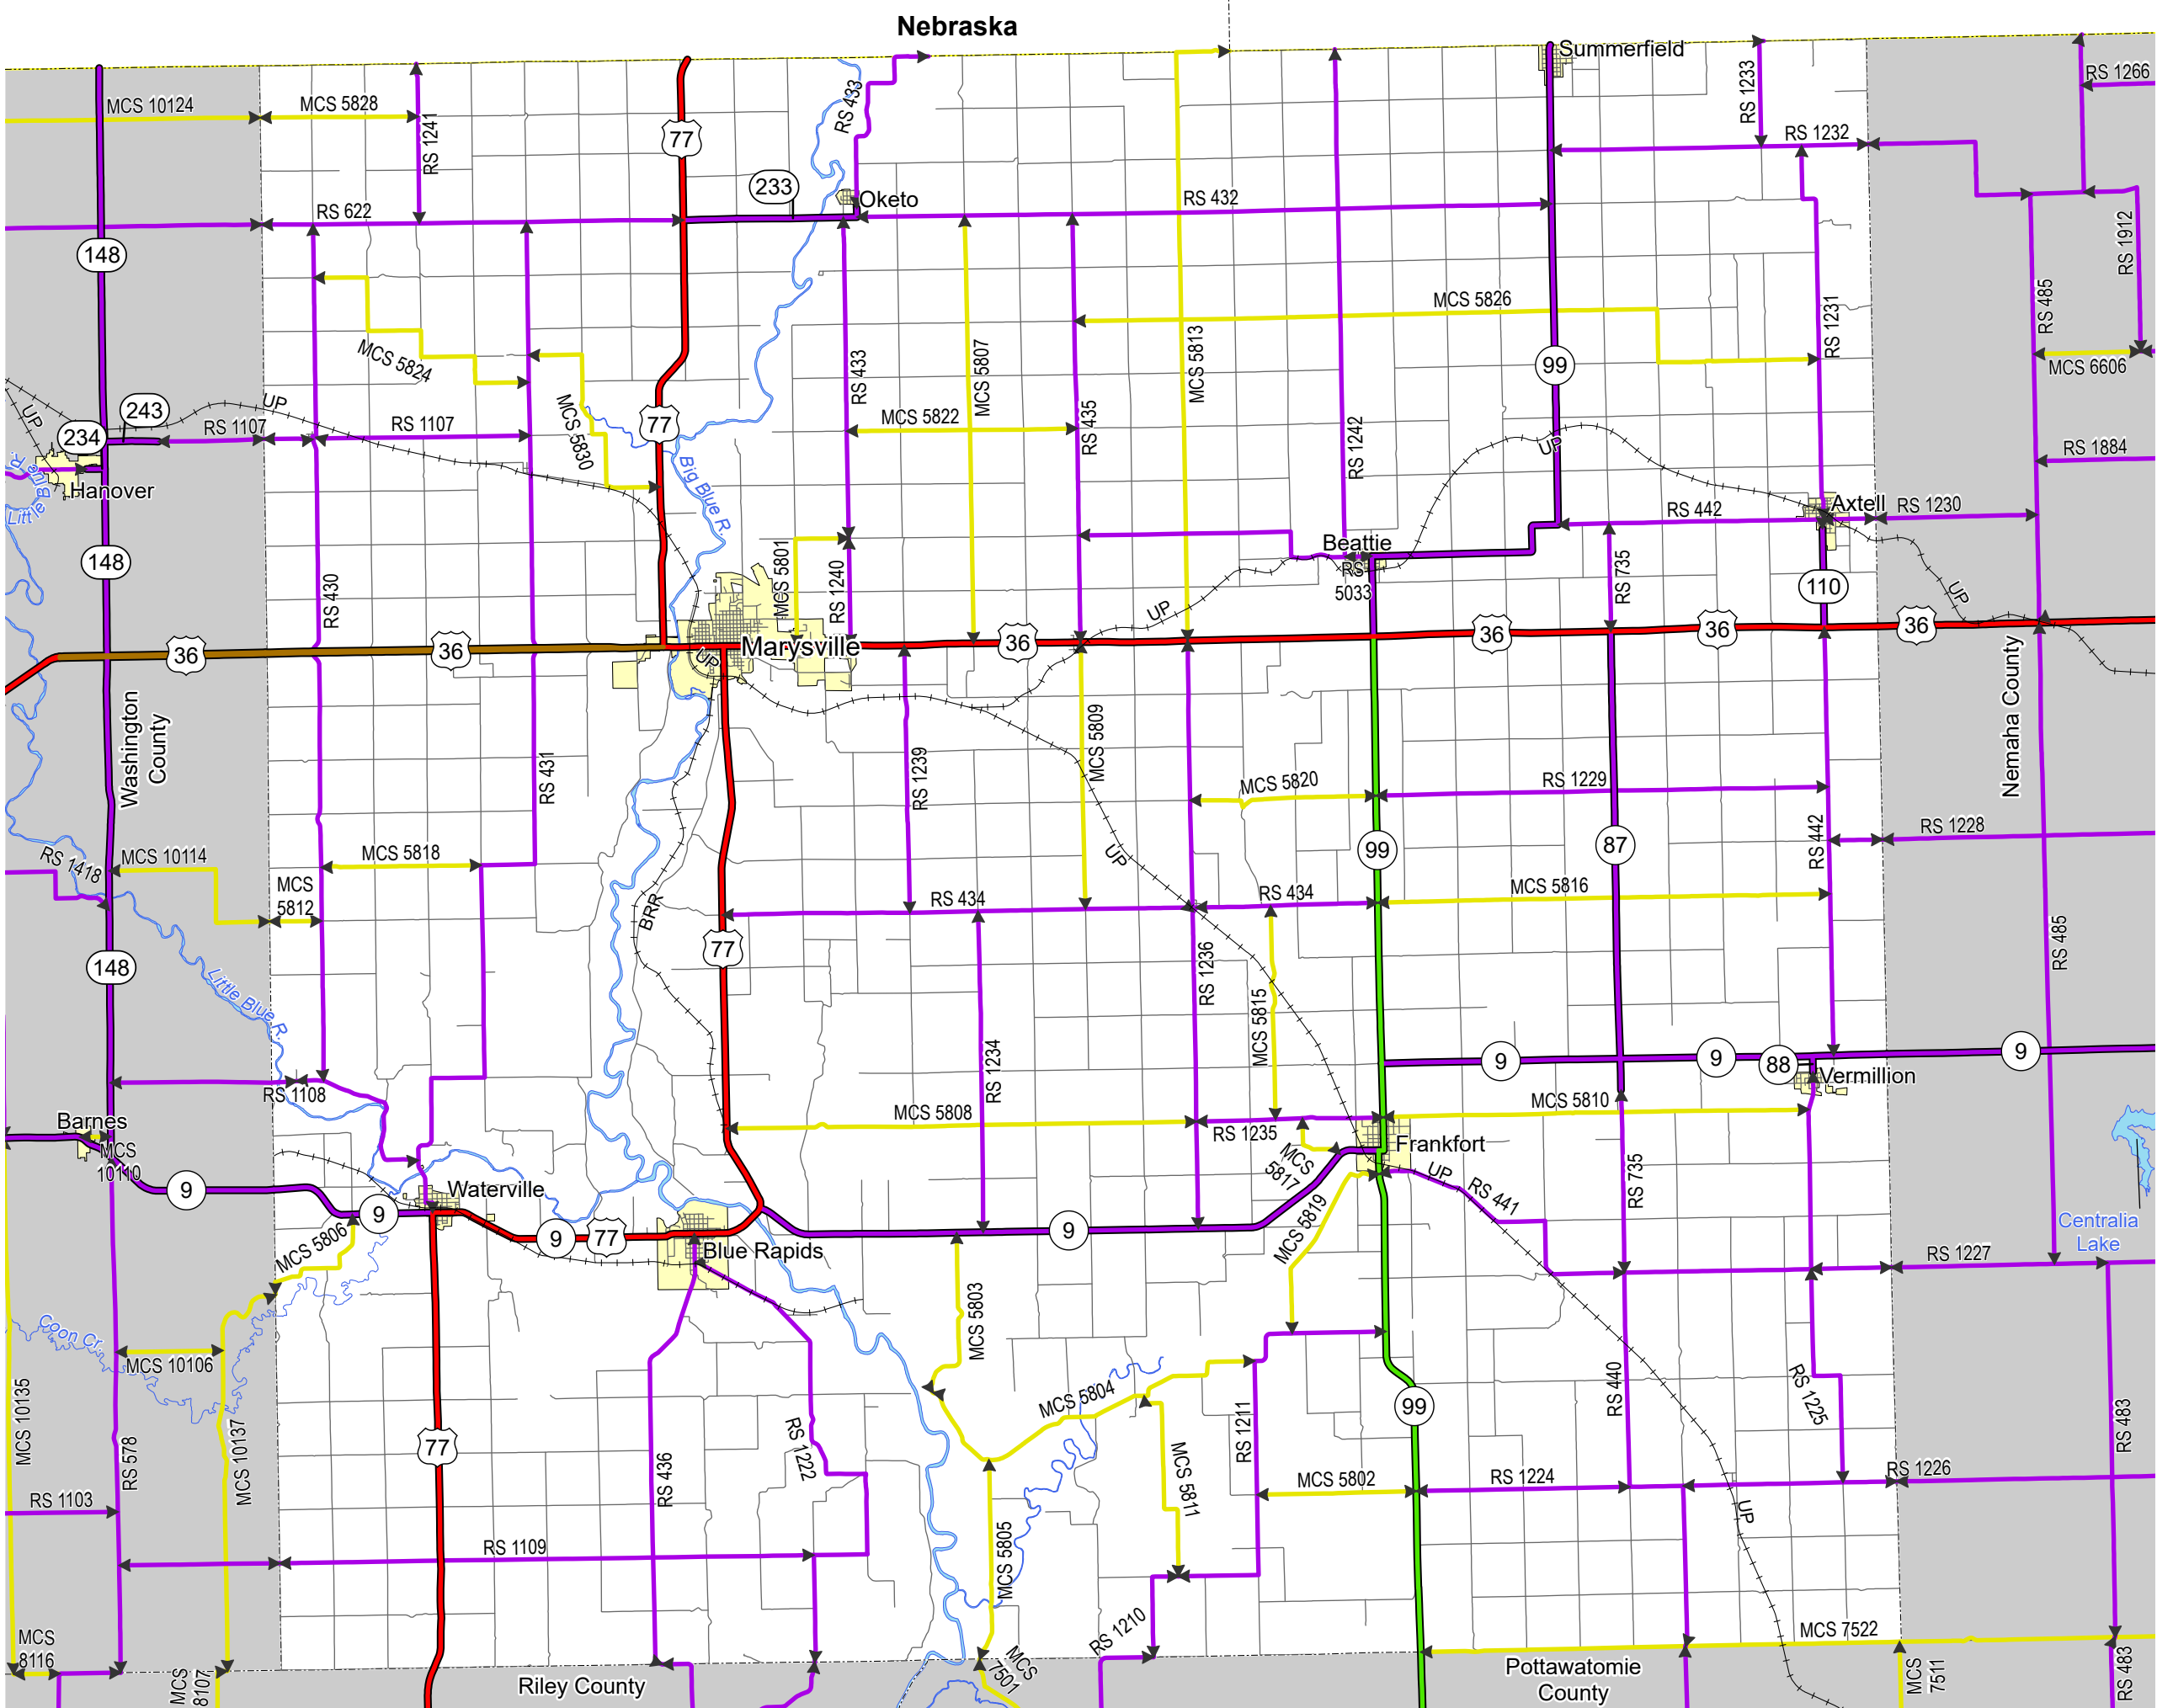 Nebraska
Summerfield
RS 1266
MCS 10124
MCS 5828
RS 1241
77
RS 433
RS 1233
RS 1232
233
Oketo
RS 622
RS 432
RS 1912
148
MCS 5826
RS 485
MCS 5824
MCS 5807
MCS 5813
RS 1231
99
MCS 6606
UP
243
UP
234
RS 1107
RS 1107
77
RS 433
MCS 5822
RS 435
RS 1242
UP
MCS 5830
RS 1884
Hanover
Little Blue R.
Big Blue R.
Axtell
RS 442
RS 1230
148
MCS 5801
RS 1240
Beattie
RS
5033
RS 735
110
UP
RS 430
UP
36
36
Marysville
UP
36
36
36
36
Washington
County
RS 431
RS 1239
MCS 5809
MCS 5820
RS 1229
Nemaha County
RS 1418
MCS 10114
MCS 5818
UP
99
87
RS 442
RS 1228
MCS
5812
BRR
RS 434
RS 434
MCS 5816
77
148
Little Blue R.
RS 1236
MCS 5815
RS 485
RS 1108
RS 1234
9
9
88
9
Vermillion
Barnes
MCS
10110
MCS 5808
RS 1235
MCS 5810
Frankfort
MCS
5817
UP
RS 441
RS 735
9
Waterville
9
9
77
Blue Rapids
9
MCS 5819
Centralia
Lake
MCS 5806
RS 1227
Coon Cr.
MCS 10106
MCS 5803
MCS 5804
MCS 10135
RS 578
MCS 10137
77
RS 436
RS 1222
MCS 5811
RS 1211
99
RS 440
RS 1225
RS 483
RS 1103
MCS 5802
RS 1224
RS 1226
UP
RS 1109
MCS 5805
RS 1210
MCS
8116
MCS
8107
Riley County
MCS
7501
Pottawatomie
County
MCS 7522
MCS
7511
RS 483